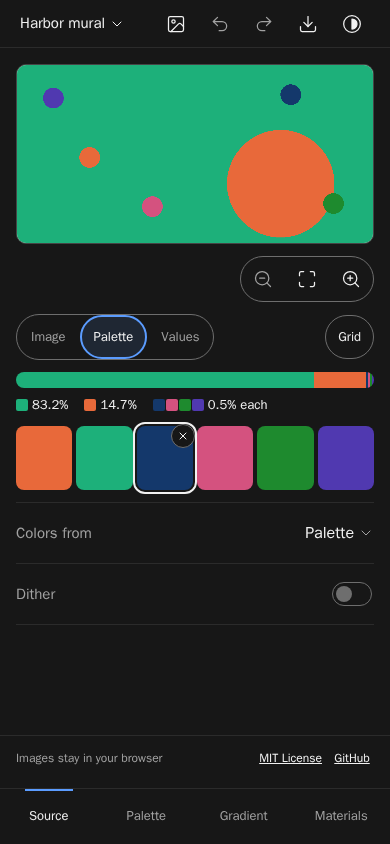 Harbor mural
Image Palette Values Grid
83.2% 14.7% 0.5% each
Colors from Palette
Dither
Images stay in your browser MIT License GitHub
Source Palette Gradient Materials